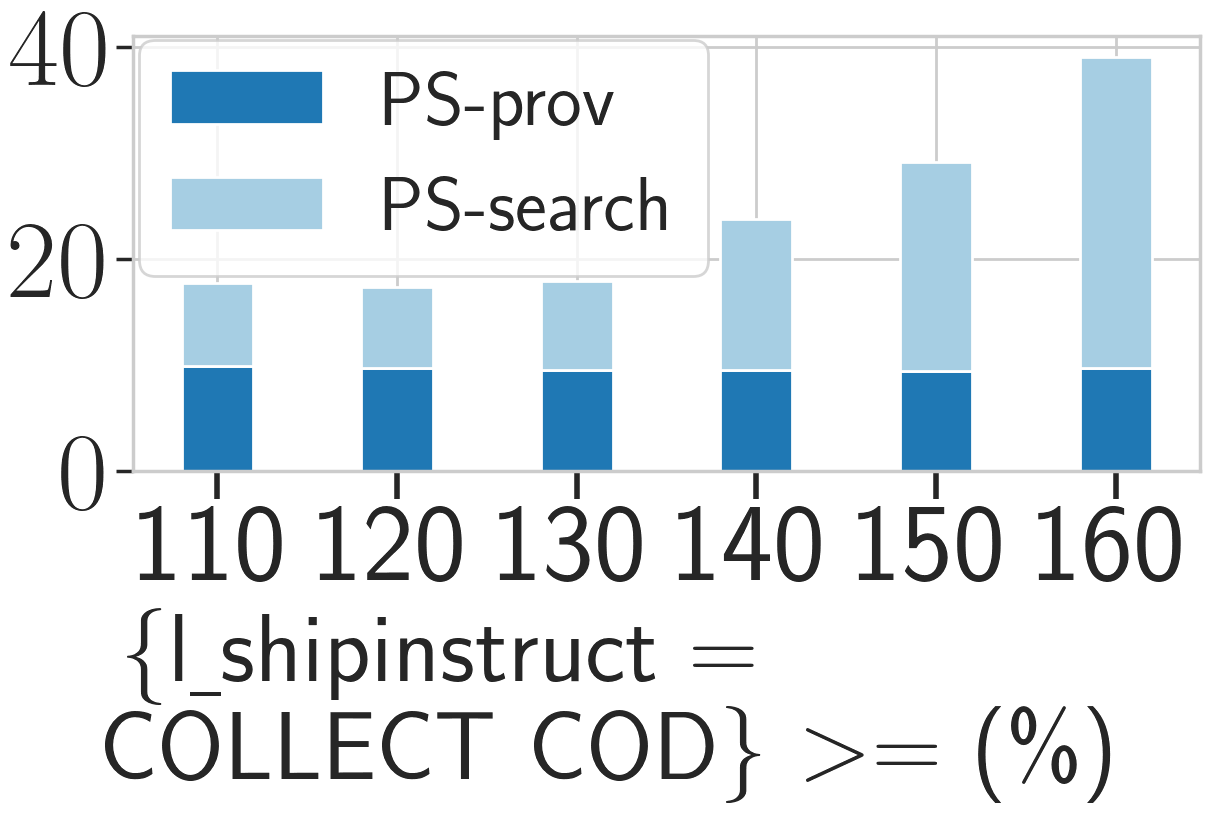 40
20
0
PS-prov
PS-search
110 120 130 140 150 160
{l_shipinstruct =
COLLECT COD} >= (%)